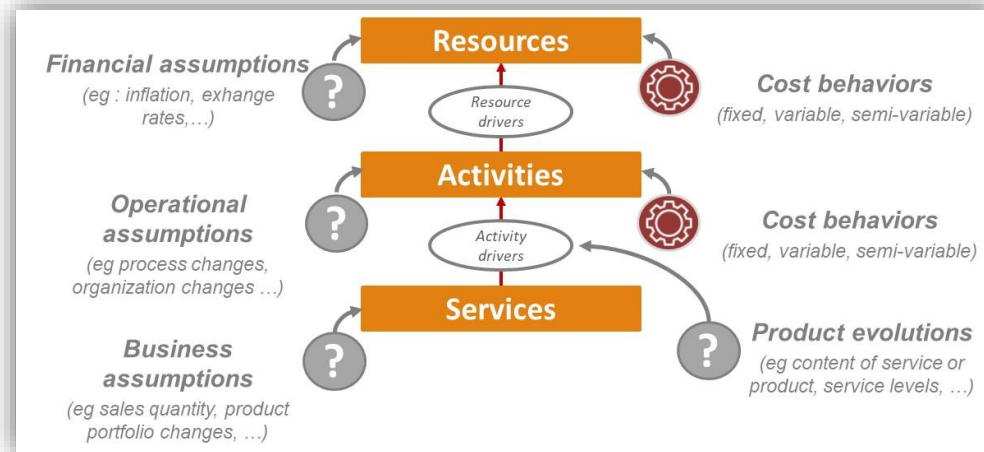 Resources
Financial assumptions
(eg : inflation, exhange
rates,…)
?
Resource
drivers
Cost behaviors
(fixed, variable, semi-variable)
Activities
Operational
assumptions
(eg process changes,
organization changes …)
?
Activity
drivers
Cost behaviors
(fixed, variable, semi-variable)
Services
Business
assumptions
(eg sales quantity, product
portfolio changes, …)
?
?
Product evolutions
(eg content of service or
product, service levels, …)